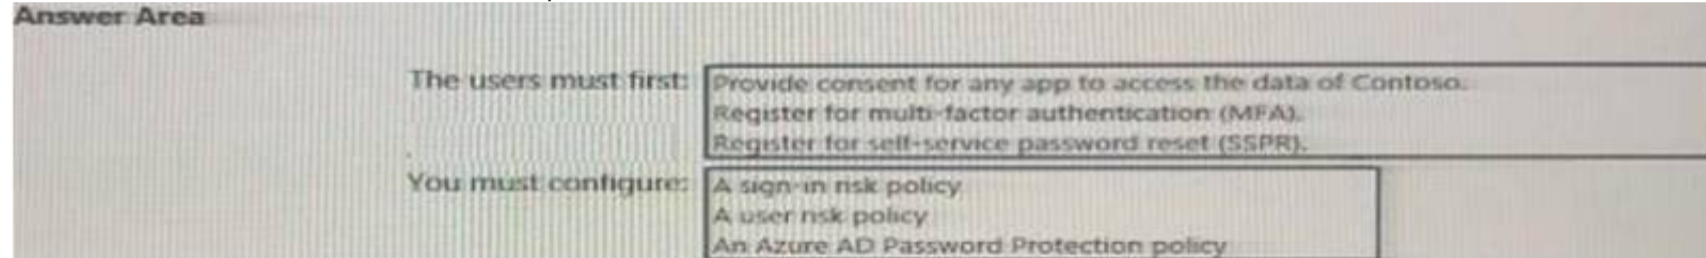 Answer Area
The users must first: Provide consent for any app to access the data of Contoso.
Register for multi-factor authentication (MFA).
Register for self-service password reset (SSPR).
You must configure: A sign-in risk policy
A user risk policy
An Azure AD Password Protection policy